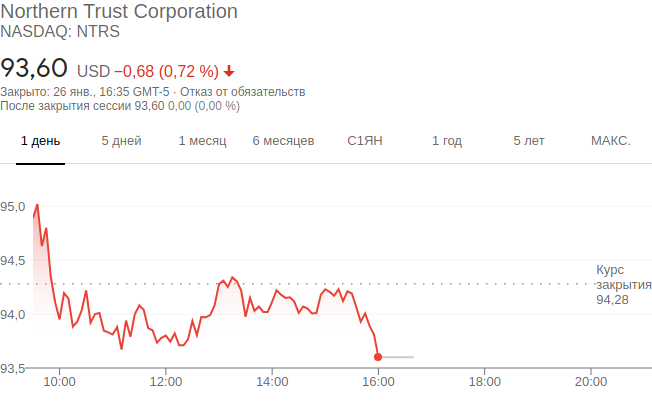 Northern Trust Corporation
NASDAQ: NTRS
93,60 USD −0,68 (0,72 %)
Закрыто: 26 янв., 16:35 GMT-5 · Отказ от обязательств
После закрытия сессии 93,60 0,00 (0,00 %)
1 день 5 дней 1 месяц 6 месяцев С1ЯН 1 год 5 лет МАКС.
95,0
94,5
Курс
закрытия
94,28
94,0
93,5
10:00 12:00 14:00 16:00 18:00 20:00